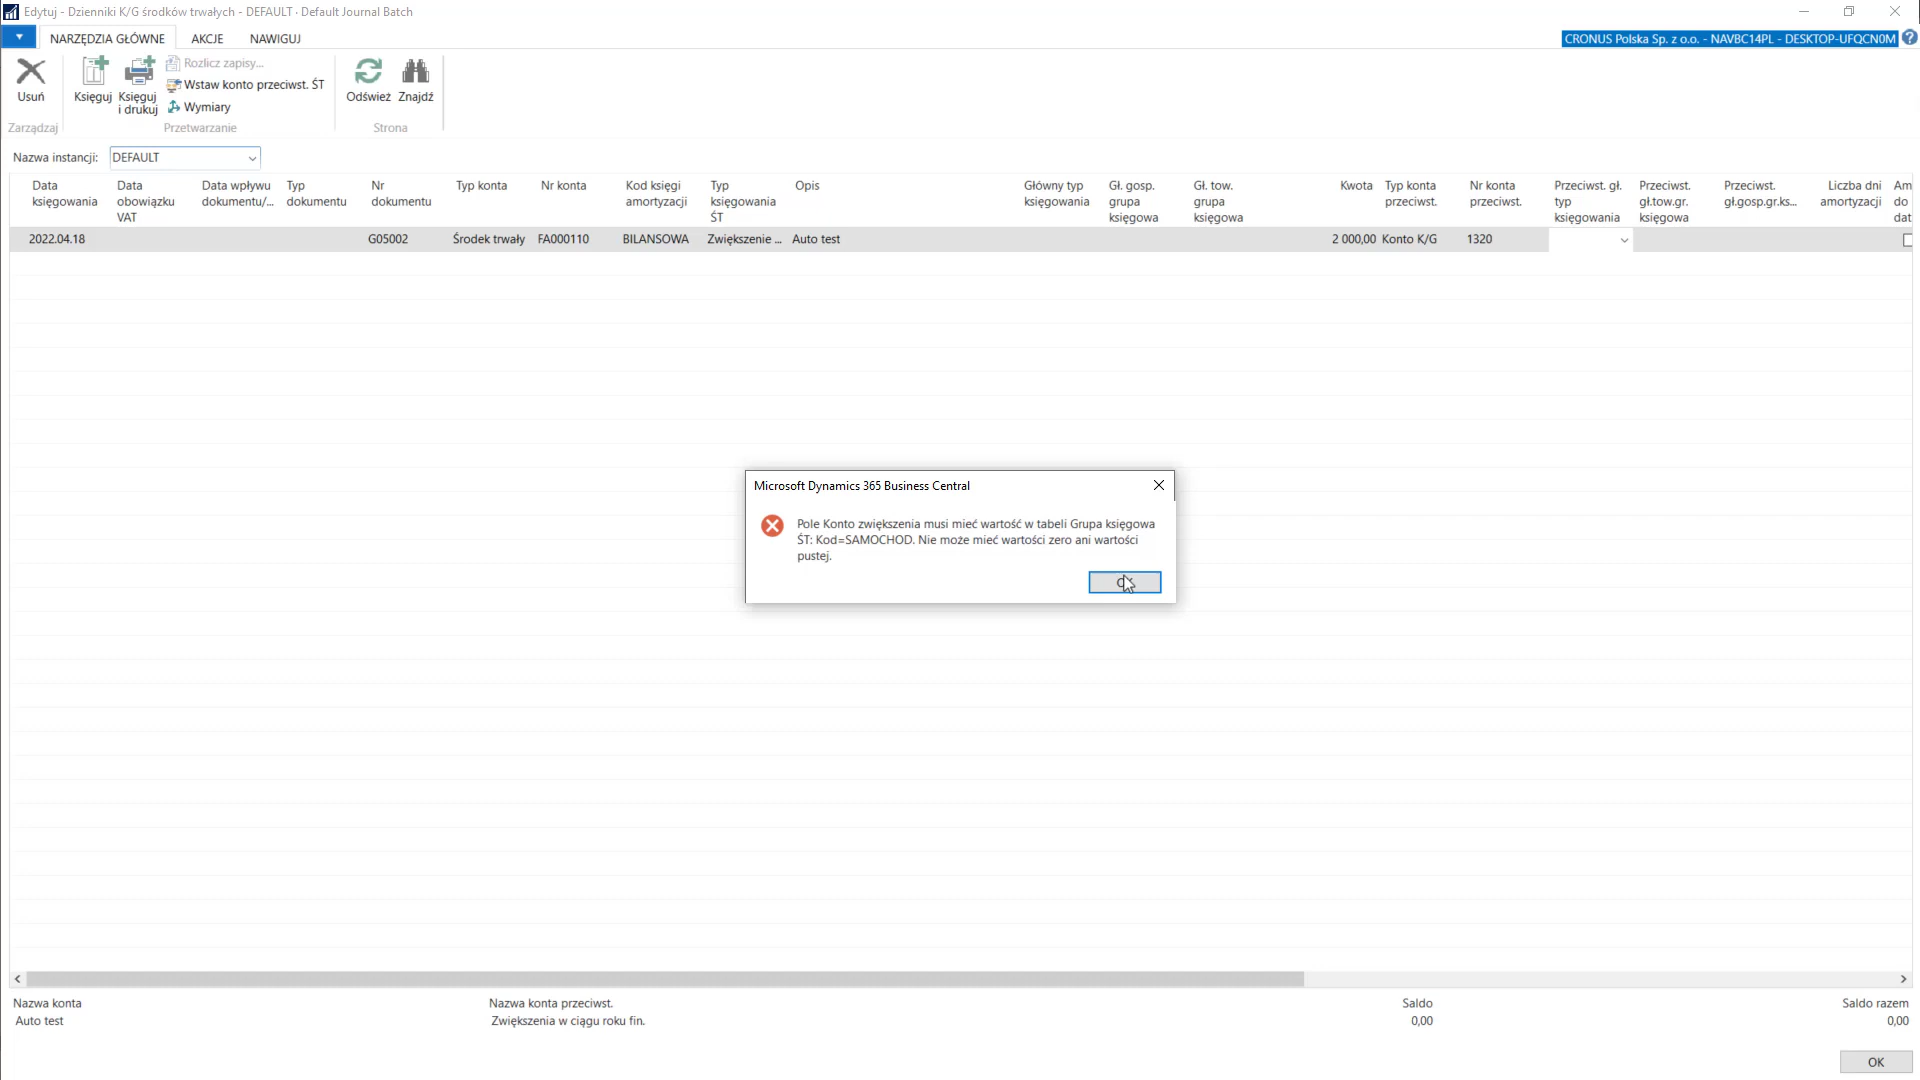 Edytuj - Dzienniki K/G środków trwałych - DEFAULT · Default Journal Batch
NARZĘDZIA GŁÓWNE AKCJE NAWIGUJ
CRONUS Polska Sp. z o.o. - NAVBC14PL - DESKTOP-UFQCN0M
Usuń
Księguj
Księguj i drukuj
Rozlicz zapisy...
Wstaw konto przeciwst. ŚT
Wymiary
Odśwież
Znajdź
Zarządzaj
Przetwarzanie
Strona
Nazwa instancji: DEFAULT
Data księgowania
Data obowiązku VAT
Data wpływu dokumentu/...
Typ dokumentu
Nr dokumentu
Typ konta
Nr konta
Kod księgi amortyzacji
Typ księgowania ŚT
Opis
Główny typ księgowania
Gł. gosp. grupa księgowa
Gł. tow. grupa księgowa
Kwota
Typ konta przeciwst.
Nr konta przeciwst.
Przeciwst. gł. typ księgowania
Przeciwst. gł.tow.gr. księgowa
Przeciwst. gł.gosp.gr.ks...
Liczba dni amortyzacji
Am do dat
2022.04.18 G05002 Środek trwały FA000110 BILANSOWA Zwiększenie ... Auto test 2 000,00 Konto K/G 1320
Microsoft Dynamics 365 Business Central
Pole Konto zwiększenia musi mieć wartość w tabeli Grupa księgowa
ŚT: Kod=SAMOCHOD. Nie może mieć wartości zero ani wartości
pustej.
Nazwa konta
Auto test
Nazwa konta przeciwst.
Zwiększenia w ciągu roku fin.
Saldo
0,00
Saldo razem
0,00
OK